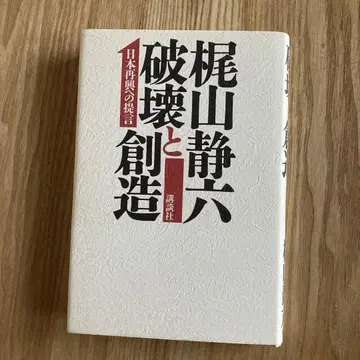 梶山静六
破壊と創造
日本再興への提言
講談社